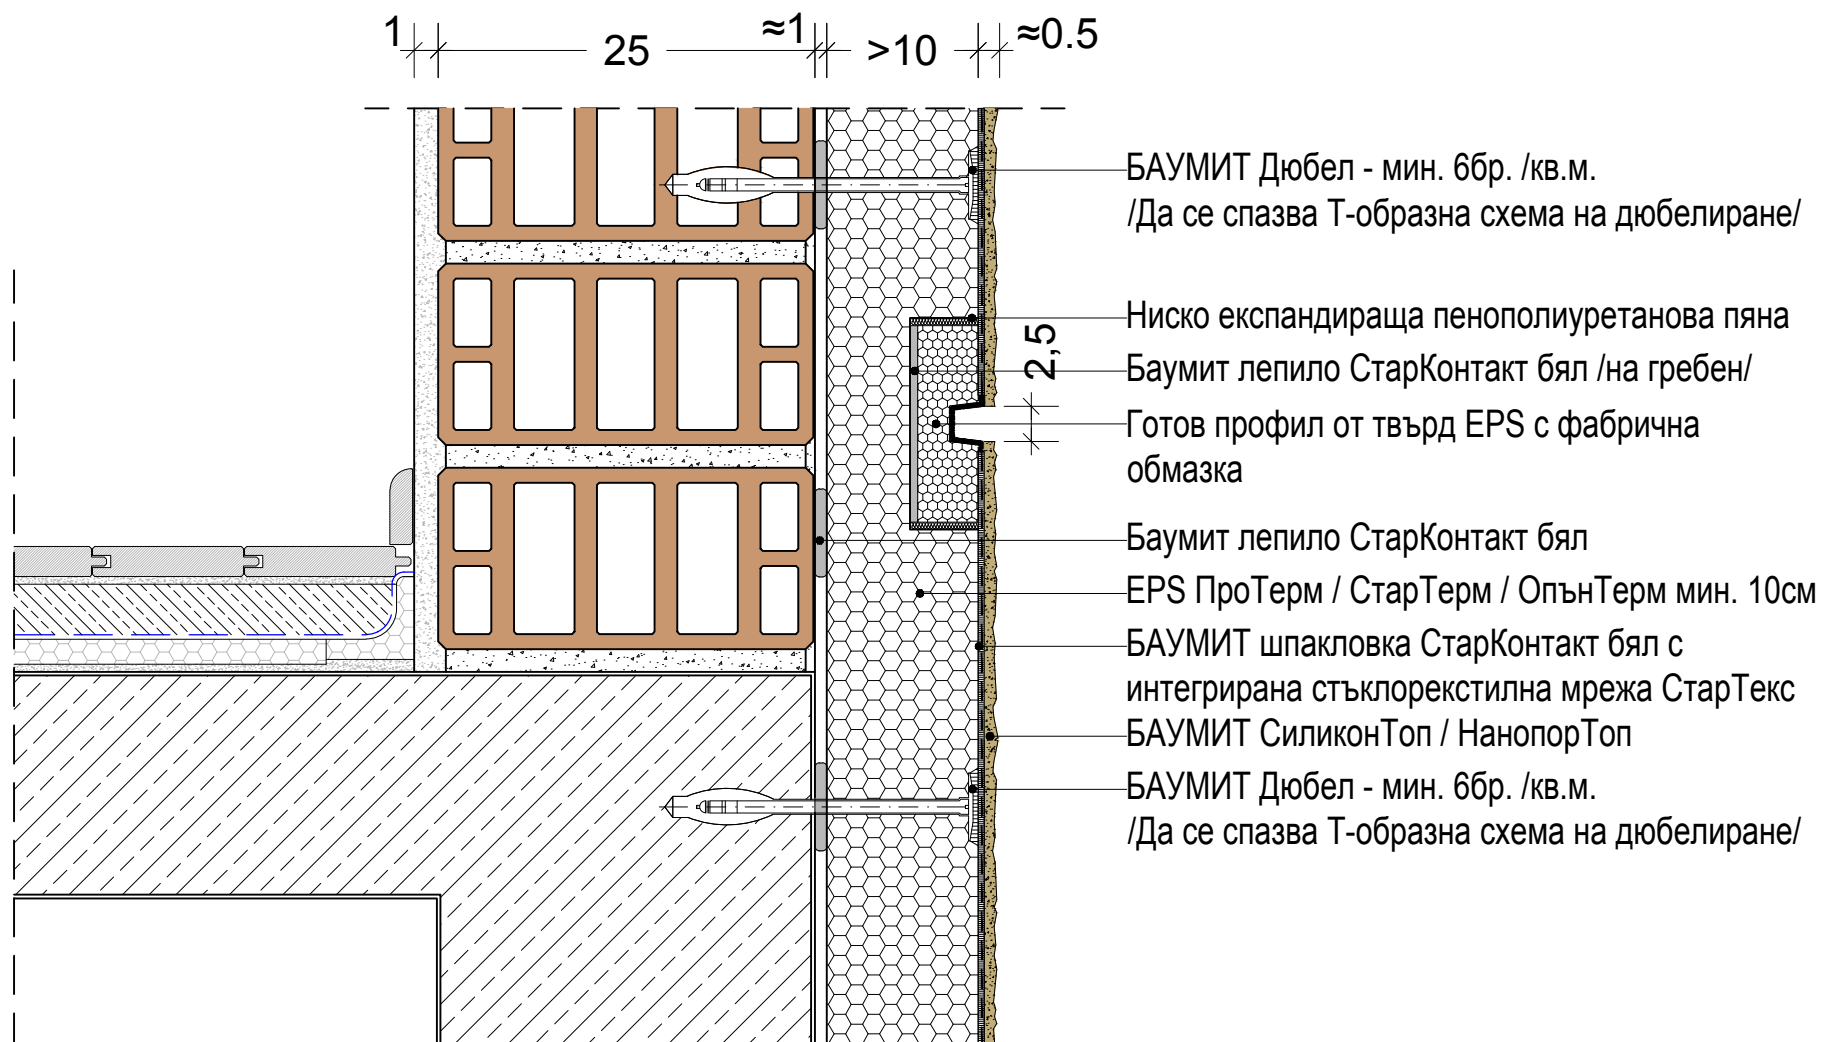 1 25 ≈1 >10 ≈0.5
БАУМИТ Дюбел - мин. 6бр. /кв.м.
/Да се спазва Т-образна схема на дюбелиране/
Ниско експандираща пенополиуретанова пяна
2,5
Баумит лепило СтарКонтакт бял /на гребен/
Готов профил от твърд EPS с фабрична
обмазка
Баумит лепило СтарКонтакт бял
EPS ПроТерм / СтарТерм / ОпънТерм мин. 10см
БАУМИТ шпакловка СтарКонтакт бял с
интегрирана стъклорекстилна мрежа СтарТекс
БАУМИТ СиликонТоп / НанопорТоп
БАУМИТ Дюбел - мин. 6бр. /кв.м.
/Да се спазва Т-образна схема на дюбелиране/